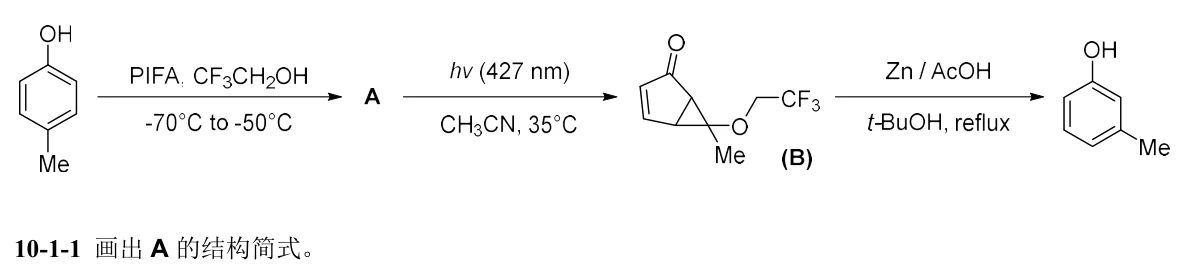 OH
Me
PIFA, CF₃CH₂OH
-70°C to -50°C
A
hv (427 nm)
CH₃CN, 35°C
O
O
CF₃
Me
(B)
Zn / AcOH
t-BuOH, reflux
OH
Me
10-1-1 画出 A 的结构简式。